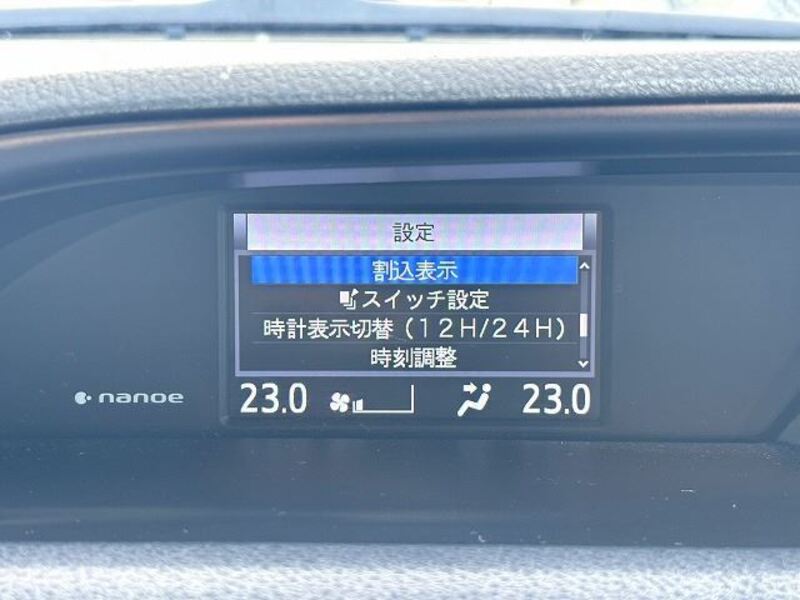 設定
割込表示
スイッチ設定
時計表示切替（１２Ｈ/２４Ｈ）
時刻調整
23.0 23.0
nanoe